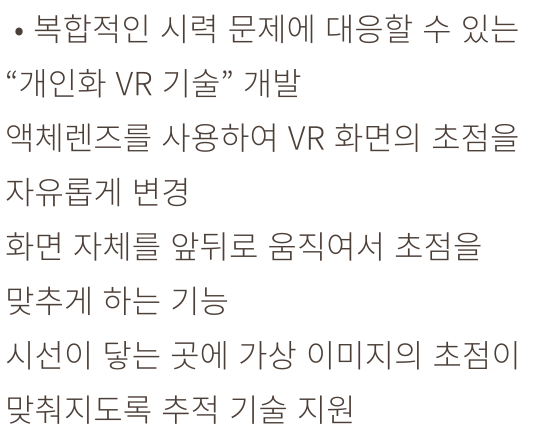 • 복합적인 시력 문제에 대응할 수 있는
“개인화 VR 기술” 개발
액체렌즈를 사용하여 VR 화면의 초점을
자유롭게 변경
화면 자체를 앞뒤로 움직여서 초점을
맞추게 하는 기능
시선이 닿는 곳에 가상 이미지의 초점이
맞춰지도록 추적 기술 지원